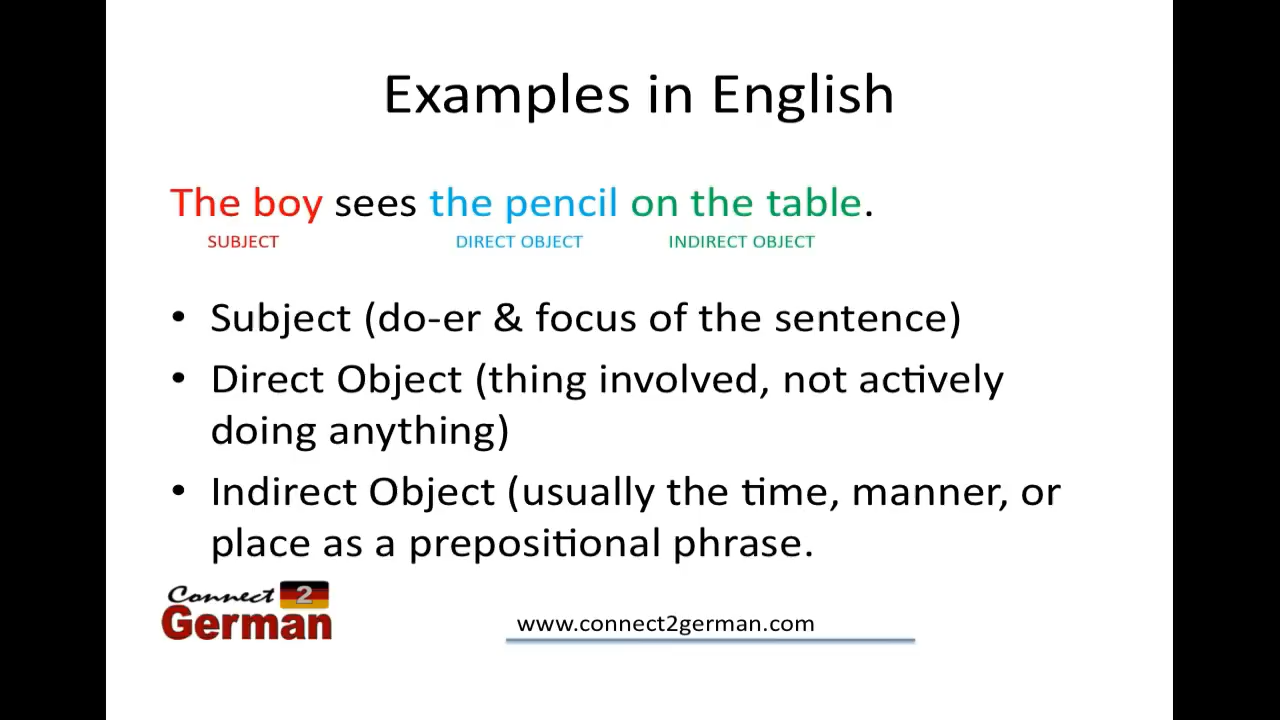 Examples in English
The boy sees the pencil on the table.
SUBJECT DIRECT OBJECT INDIRECT OBJECT
• Subject (do-er & focus of the sentence)
• Direct Object (thing involved, not actively
doing anything)
• Indirect Object (usually the time, manner, or
place as a prepositional phrase.
Connect 2
German
www.connect2german.com